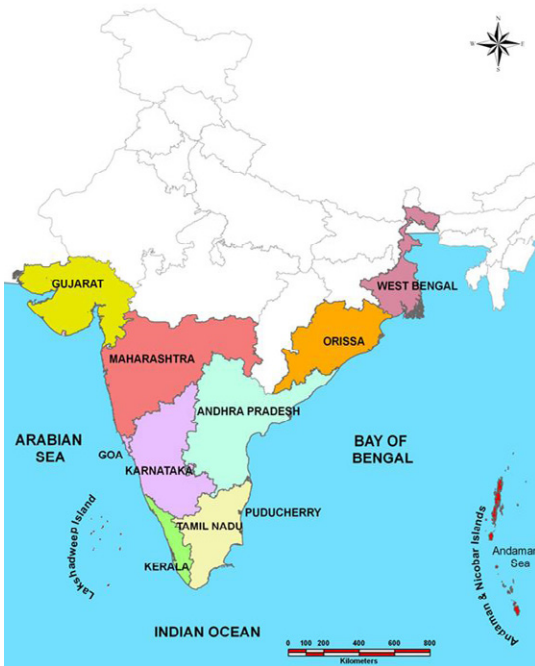 N
W
E
S
GUJARAT
WEST BENGAL
ORISSA
MAHARASHTRA
ANDHRA PRADESH
ARABIAN
SEA
BAY OF
BENGAL
GOA
KARNATAKA
PUDUCHERRY
TAMIL NADU
KERALA
Lakshadweep Island
Andaman & Nicobar Islands
Andaman
Sea
INDIAN OCEAN
0 100 200 400 600 800
Kilometers